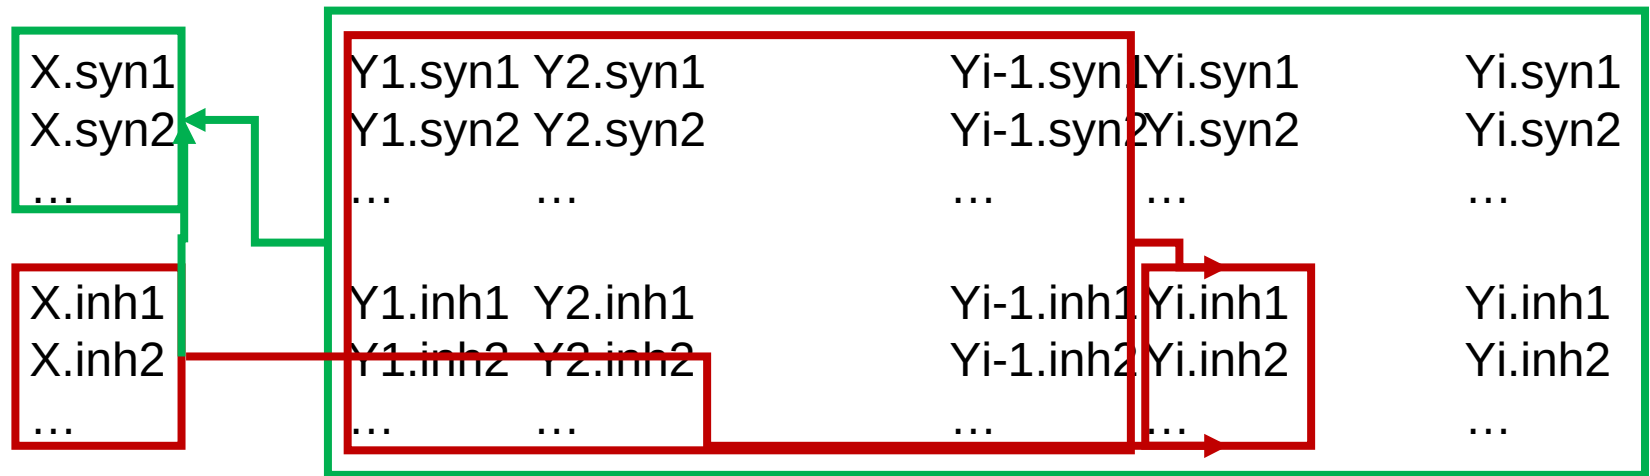 X.syn1 Y1.syn1 Y2.syn1 Yi-1.syn1 Yi.syn1 Yi.syn1
X.syn2 Y1.syn2 Y2.syn2 Yi-1.syn2 Yi.syn2 Yi.syn2
… … … … … …
X.inh1 Y1.inh1 Y2.inh1 Yi-1.inh1 Yi.inh1 Yi.inh1
X.inh2 Y1.inh2 Y2.inh2 Yi-1.inh2 Yi.inh2 Yi.inh2
… … … … … …